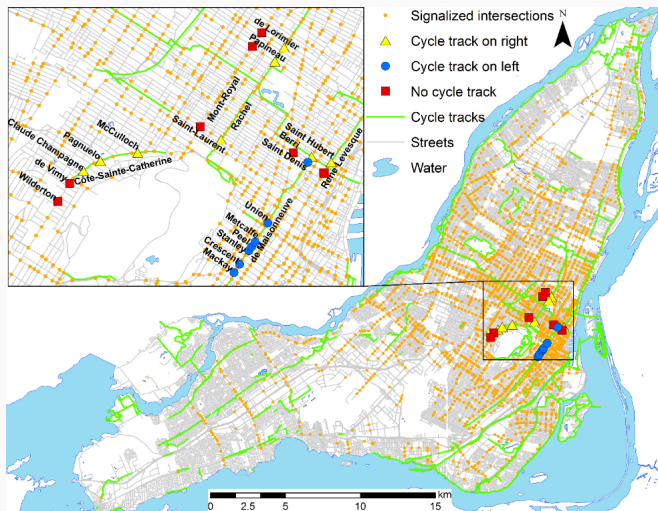 Signalized intersections
Cycle track on right
Cycle track on left
No cycle track
Cycle tracks
Streets
Water
N
de Lorimier
Papineau
Mont-Royal
Rachel
Saint-Laurent
McCulloch
Pagnuelo
Claude Champagne
de Vimy
Côte-Sainte-Catherine
Wilderton
Saint Hubert
Berri
Saint Denis
René-Levesque
Union
Metcalfe
Peel
Stanley
Crescent
Mackay
de Maisonneuve
km
0 2.5 5 10 15